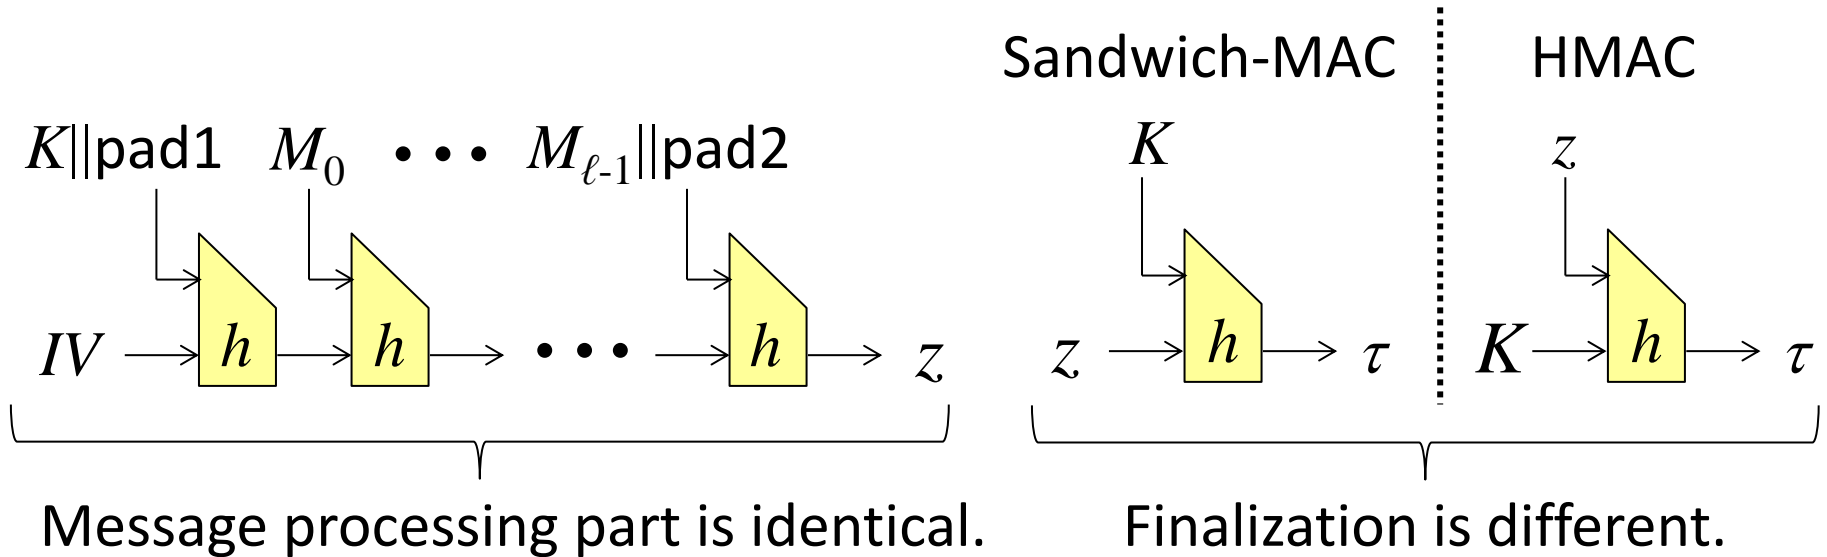 Sandwich-MAC HMAC
K||pad1 M₀ • • • Mℓ-1||pad2 K z
IV h h • • • h z z h τ K h τ
Message processing part is identical. Finalization is different.